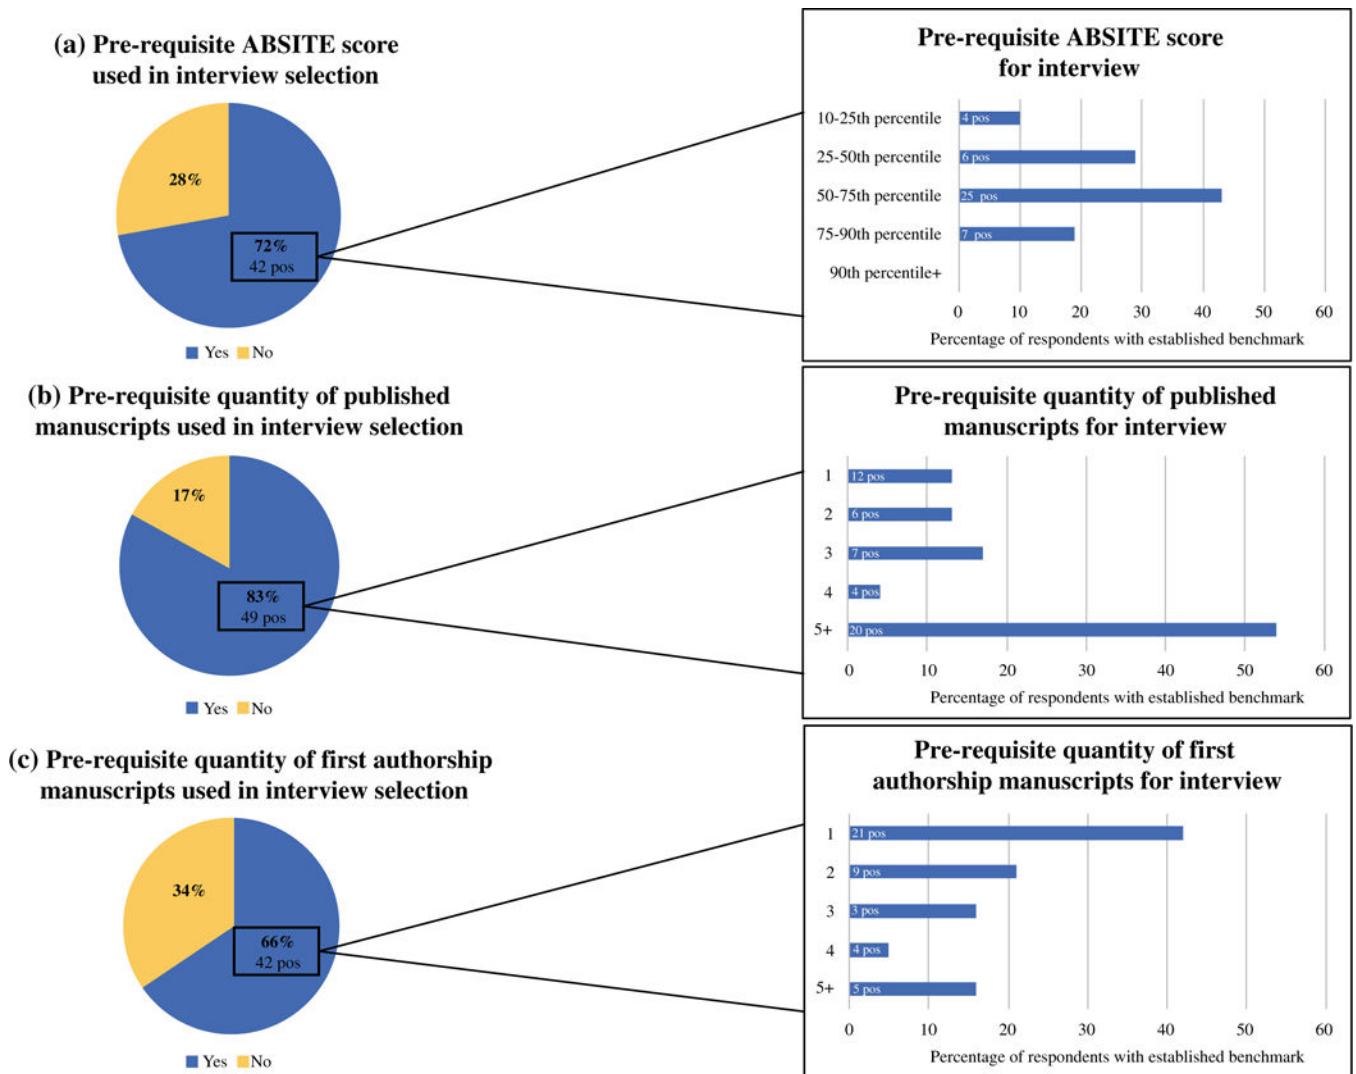 (a) Pre-requisite ABSITE score
used in interview selection
28%
72%
42 pos
Yes No
Pre-requisite ABSITE score
for interview
10-25th percentile
4 pos
25-50th percentile
6 pos
50-75th percentile
25 pos
75-90th percentile
7 pos
90th percentile+
0 10 20 30 40 50 60
Percentage of respondents with established benchmark
(b) Pre-requisite quantity of published
manuscripts used in interview selection
17%
83%
49 pos
Yes No
Pre-requisite quantity of published
manuscripts for interview
1
12 pos
2
6 pos
3
7 pos
4
4 pos
5+
20 pos
0 10 20 30 40 50 60
Percentage of respondents with established benchmark
(c) Pre-requisite quantity of first authorship
manuscripts used in interview selection
34%
66%
42 pos
Yes No
Pre-requisite quantity of first
authorship manuscripts for interview
1
21 pos
2
9 pos
3
3 pos
4
4 pos
5+
5 pos
0 10 20 30 40 50 60
Percentage of respondents with established benchmark